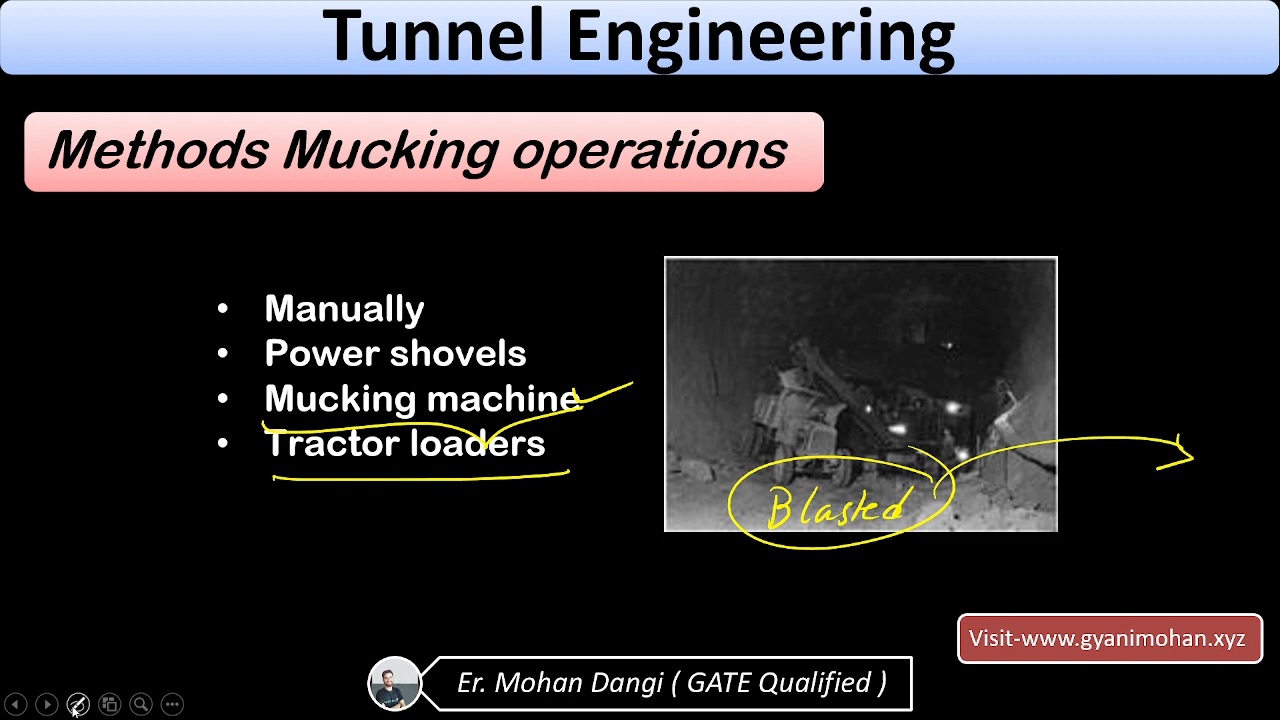 Tunnel Engineering
Methods Mucking operations
• Manually
• Power shovels
• Mucking machine
• Tractor loaders
Blasted
Visit-www.gyanimohan.xyz
Er. Mohan Dangi ( GATE Qualified )